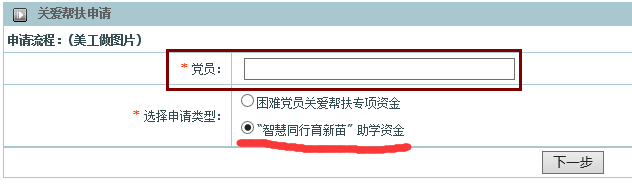 关爱帮扶申请
申请流程：(美工做图片)
* 党员：
* 选择申请类型：
困难党员关爱帮扶专项资金
“智慧同行育新苗” 助学资金
下一步